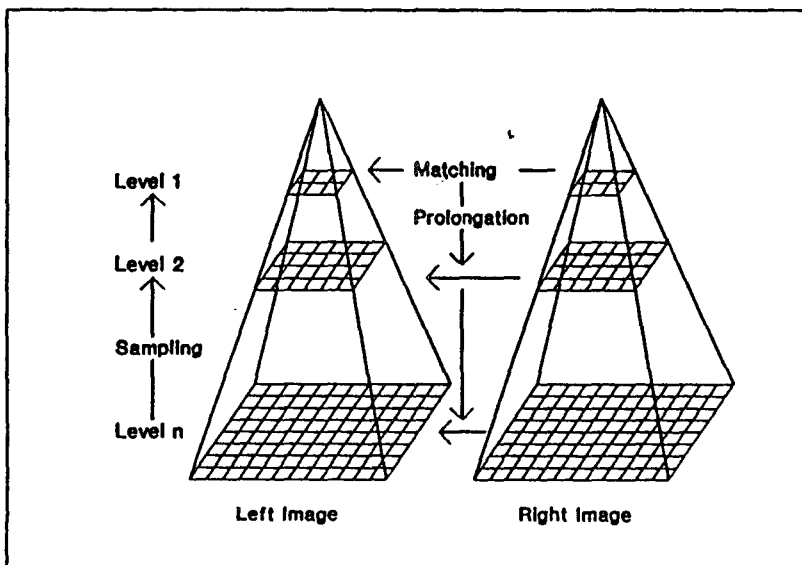 Level 1
Matching
Prolongation
Level 2
Sampling
Level n
Left Image
Right Image